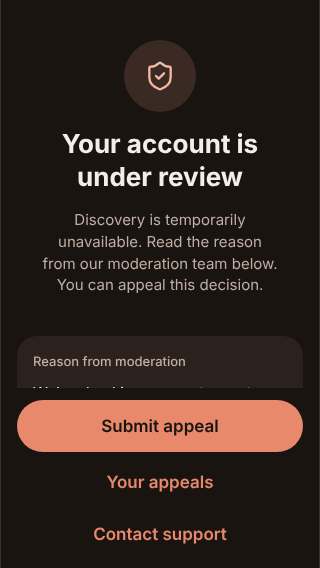 Your account is
under review
Discovery is temporarily
unavailable. Read the reason
from our moderation team below.
You can appeal this decision.
Reason from moderation
Submit appeal
Your appeals
Contact support